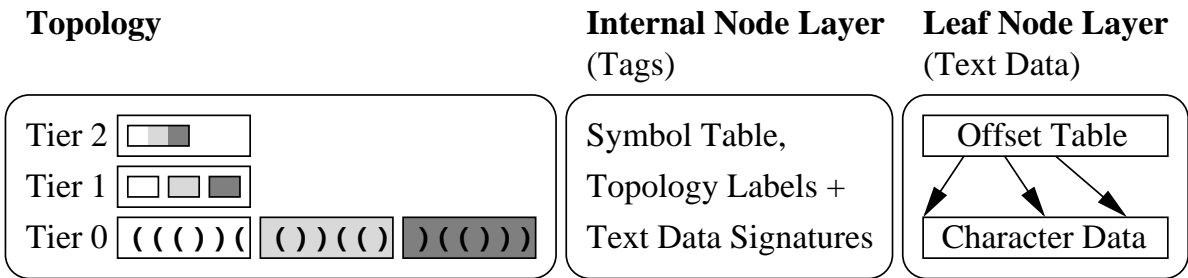 Topology
Internal Node Layer
(Tags)
Leaf Node Layer
(Text Data)
Tier 2
Tier 1
Tier 0 ( ( ( ) ) ( ( ) ) ( ( ) ) ( ( ) ) )
Symbol Table,
Topology Labels +
Text Data Signatures
Offset Table
Character Data